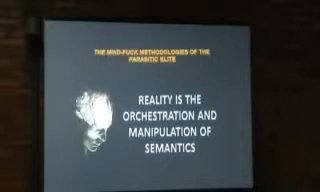 THE MIND-FUCK METHODOLOGIES OF THE
PARASITIC ELITE
REALITY IS THE
ORCHESTRATION AND
MANIPULATION OF
SEMANTICS